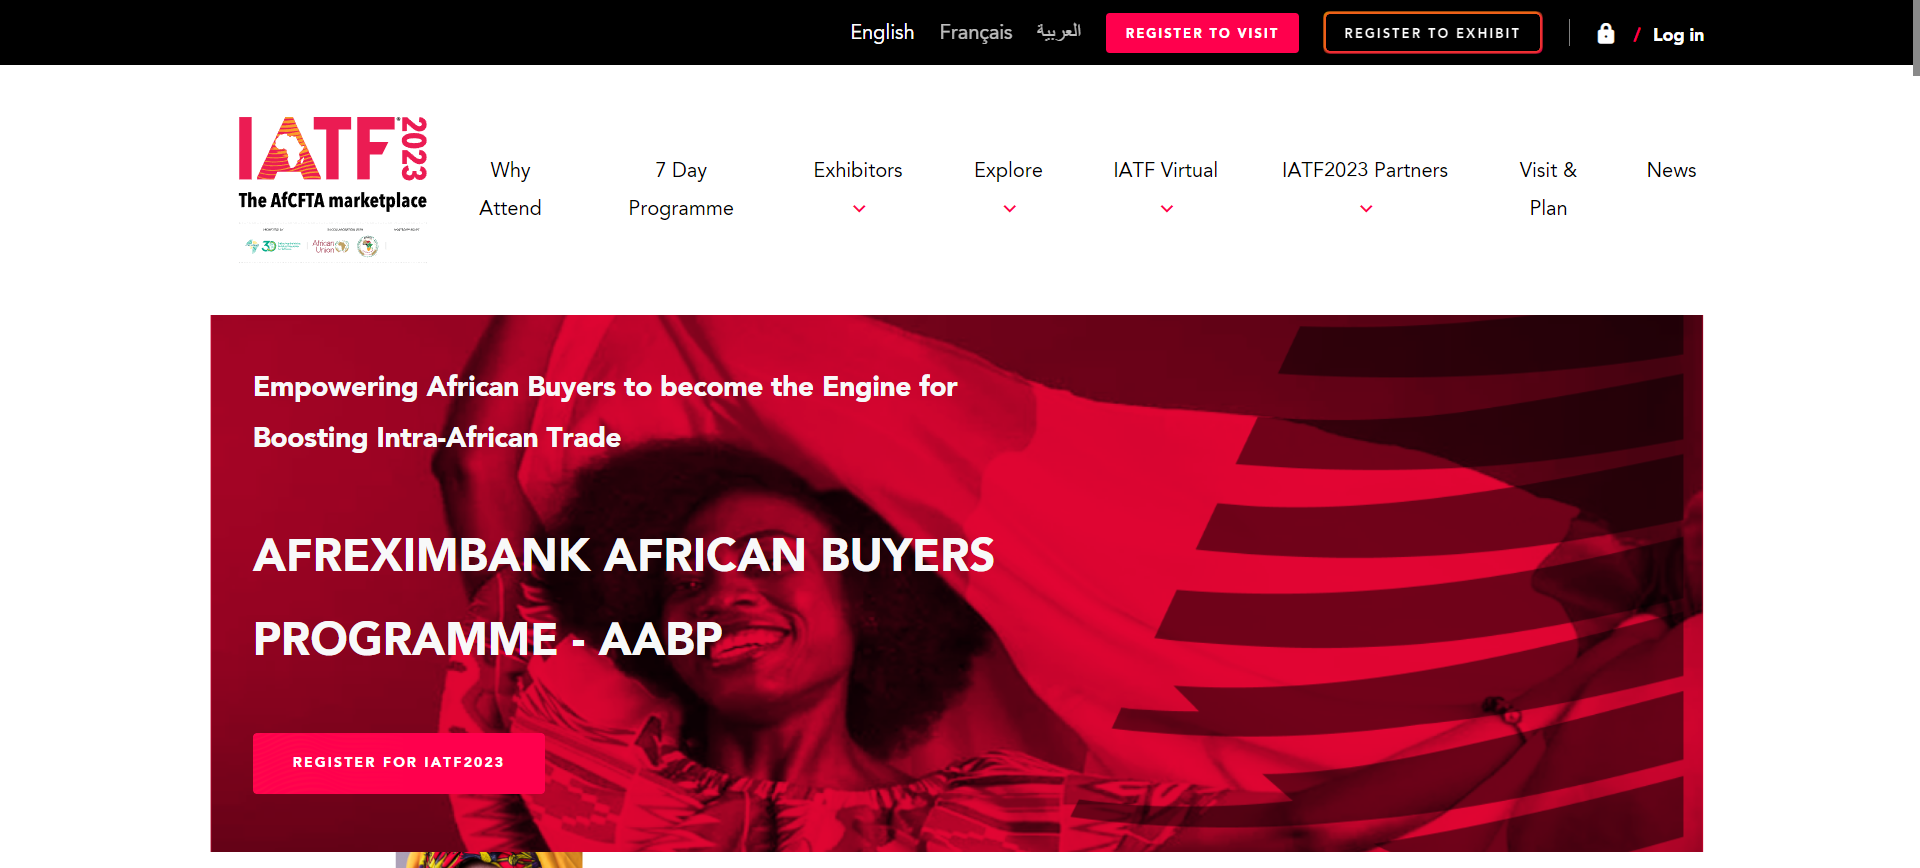 English Français العربية REGISTER TO VISIT REGISTER TO EXHIBIT / Log in
IATF 2023
The AfCFTA marketplace
African
Union
Why
Attend
7 Day
Programme
Exhibitors
Explore
IATF Virtual
IATF2023 Partners
Visit &
Plan
News
Empowering African Buyers to become the Engine for
Boosting Intra-African Trade
AFREXIMBANK AFRICAN BUYERS
PROGRAMME - AABP
REGISTER FOR IATF2023